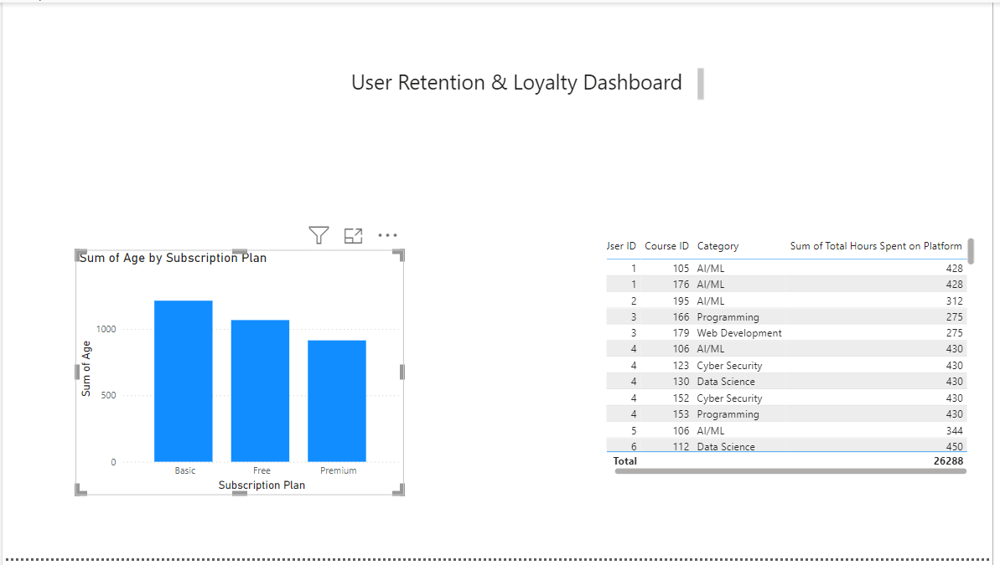 User Retention & Loyalty Dashboard
Sum of Age by Subscription Plan
Sum of Age
1000
500
0
Basic Free Premium
Subscription Plan
User ID Course ID Category Sum of Total Hours Spent on Platform
1 105 AI/ML 428
1 176 AI/ML 428
2 195 AI/ML 312
3 166 Programming 275
3 179 Web Development 275
4 106 AI/ML 430
4 123 Cyber Security 430
4 130 Data Science 430
4 152 Cyber Security 430
4 153 Programming 430
5 106 AI/ML 344
6 112 Data Science 450
Total 26288